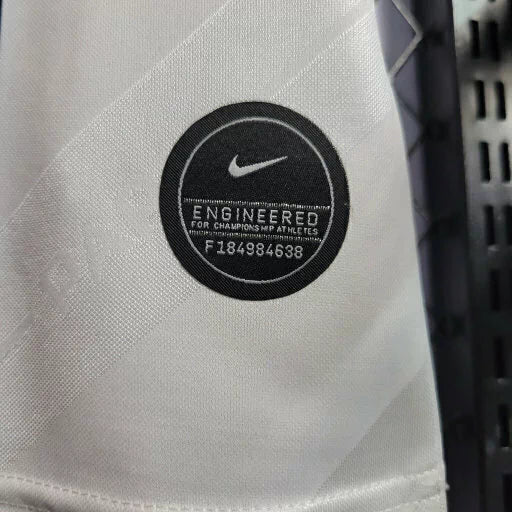 ENGINEERED
FOR CHAMPIONSHIP ATHLETES
F184984638